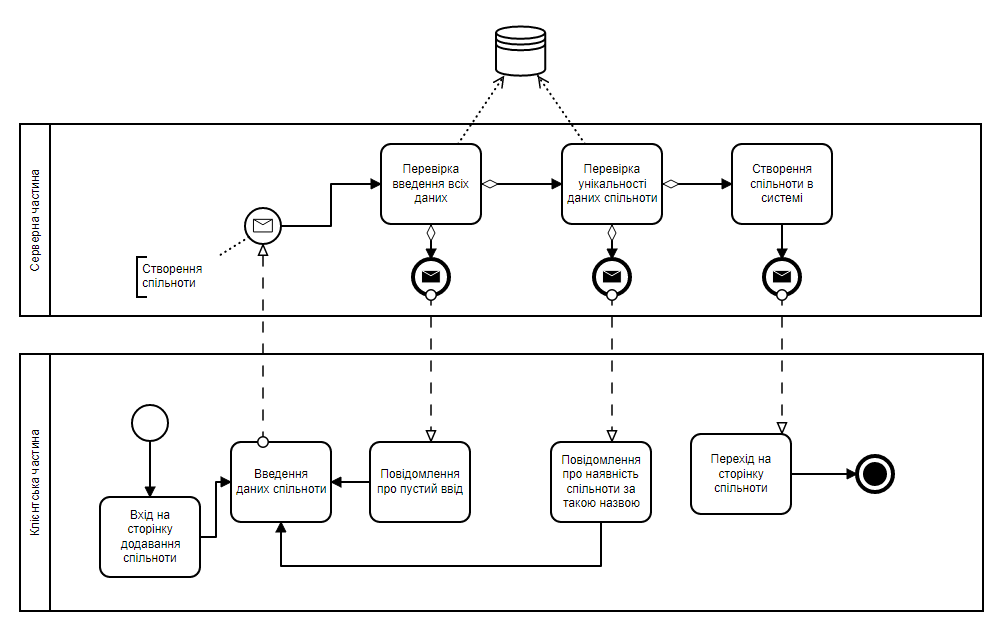 Серверна частина
Перевірка
введення всіх
даних
Перевірка
унікальності
даних спільноти
Створення
спільноти в
системі
Створення
спільноти
Клієнтська частина
Вхід на
сторінку
додавання
спільноти
Введення
даних спільноти
Повідомлення
про пустий ввід
Повідомлення
про наявність
спільноти за
такою назвою
Перехід на
сторінку
спільноти